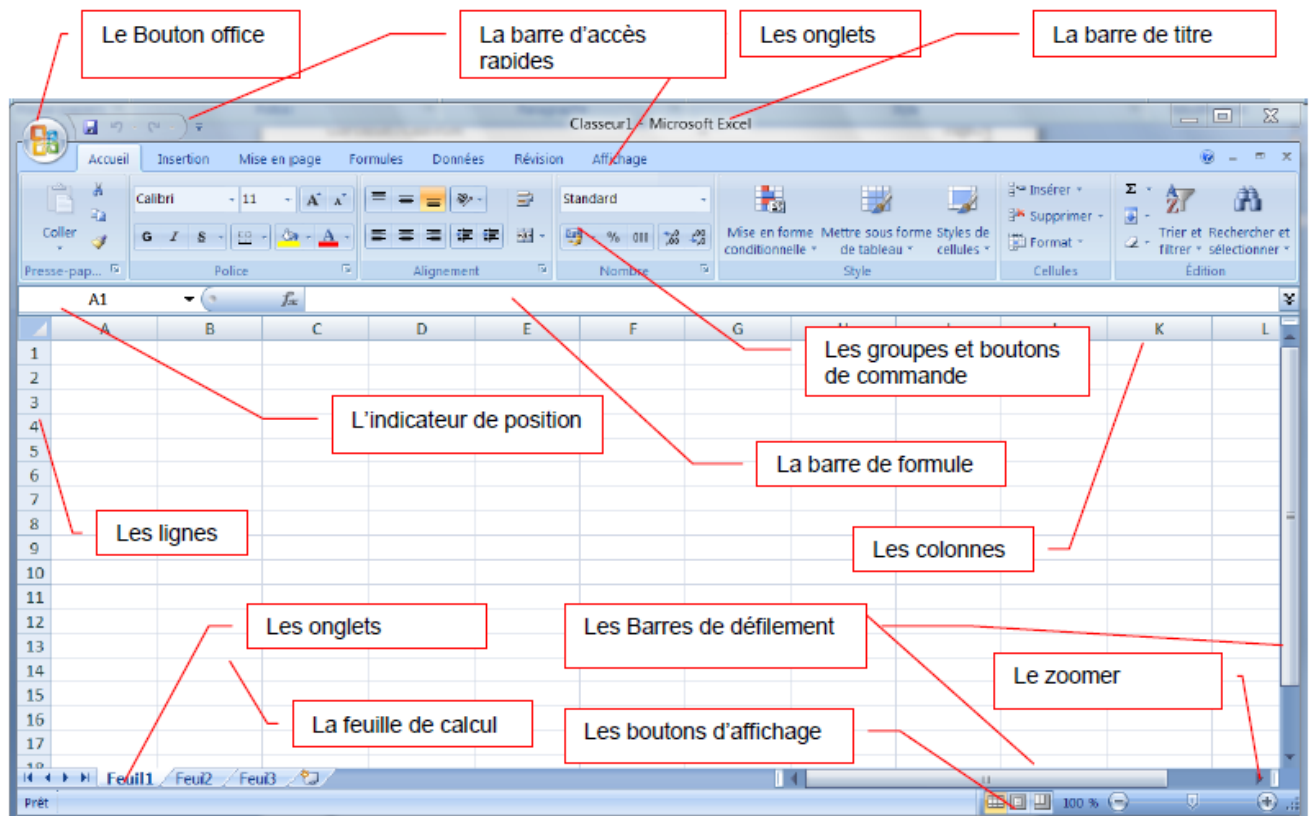 Le Bouton office
La barre d'accès
rapides
Les onglets
La barre de titre
Classeur1 - Microsoft Excel
Accueil Insertion Mise en page Formules Données Révision Affichage
Coller
Calibri 11
G I S
Standard
% 000
Mise en forme
conditionnelle
Mettre sous forme
de tableau
Styles de
cellules
Insérer
Supprimer
Format
Σ
Trier et
filtrer
Rechercher et
sélectionner
Presse-pap... Police Alignement Nombre Style Cellules Édition
A1 fx
A B C D E F G K L
1
2
3
4
5
6
7
8
9
10
11
12
13
14
15
16
17
18
Les groupes et boutons
de commande
L'indicateur de position
La barre de formule
Les lignes
Les colonnes
Les onglets
Les Barres de défilement
Le zoomer
La feuille de calcul
Les boutons d'affichage
Feuil1 Feuil2 Feuil3
Prêt 100 %